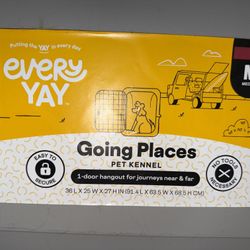 Putting the YAY in every day
every
YAY™
M
Going Places
PET KENNEL
1-door hangout for journeys near & far
36 L X 25 W X 27 H IN (91.4 L X 63.5 W X 68.5 H CM)
EASY TO
SECURE
NO TOOLS
NECESSARY